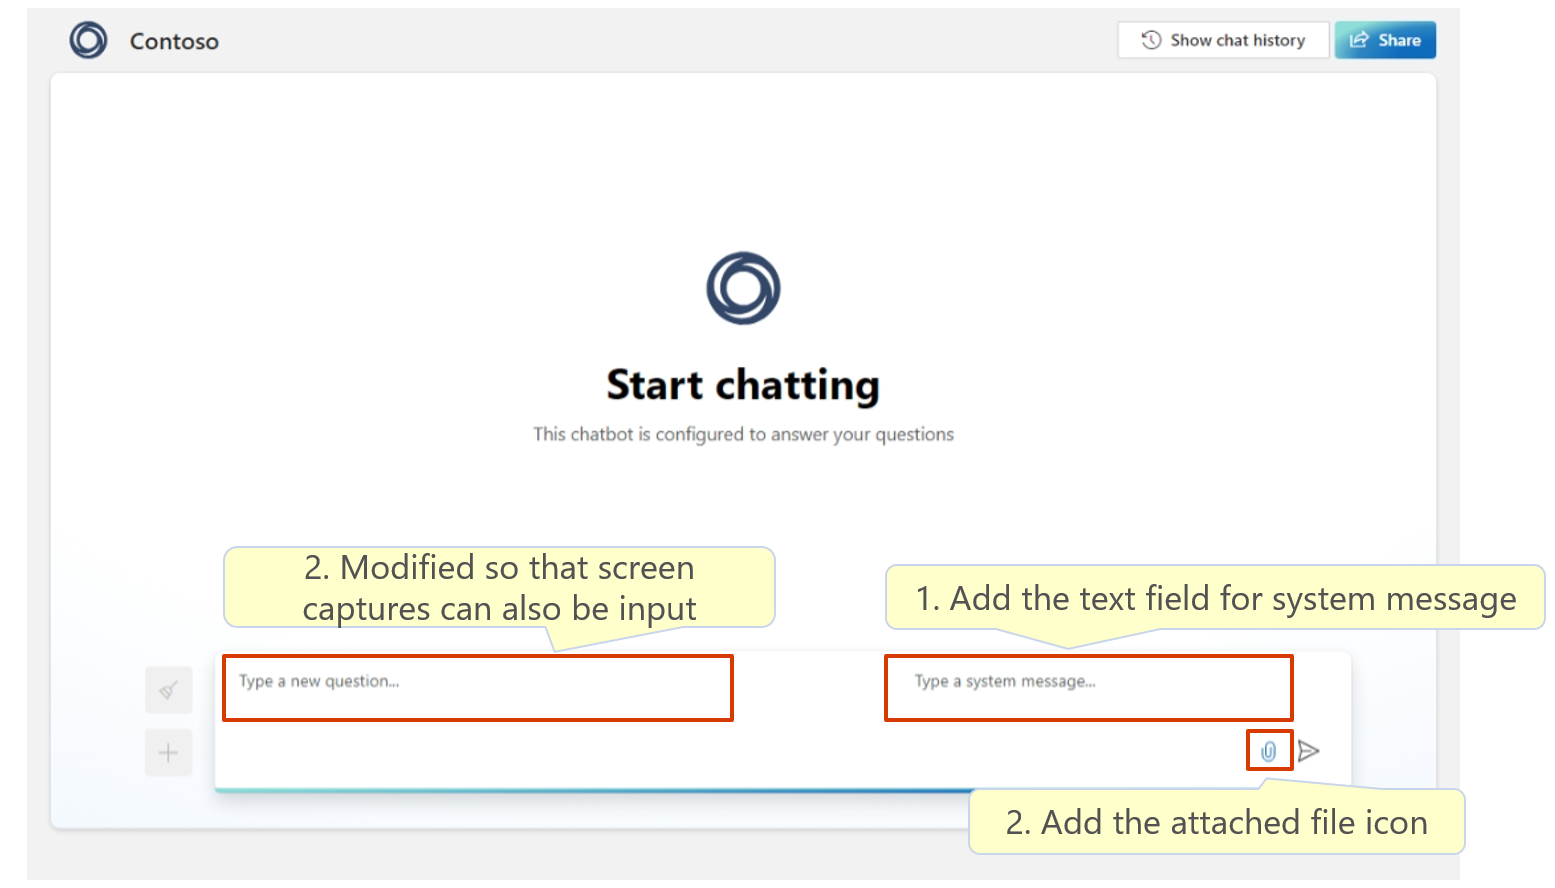 Contoso
Show chat history
Share
Start chatting
This chatbot is configured to answer your questions
2. Modified so that screen
captures can also be input
1. Add the text field for system message
Type a new question...
Type a system message...
2. Add the attached file icon